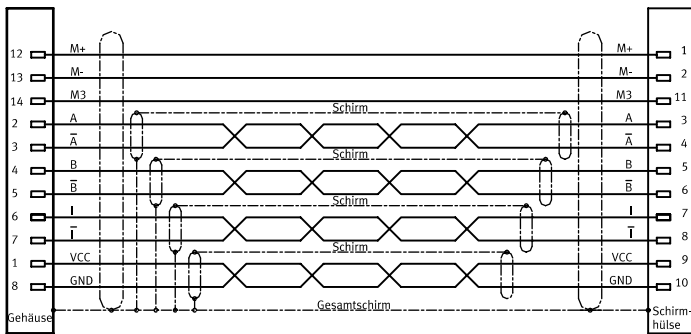 12 M+ M+ 1
13 M- M- 2
14 M3 M3 11
Schirm
2 A A 3
3 A̅ A̅ 4
Schirm
4 B B 5
5 B̅ B̅ 6
Schirm
6 I I 7
7 I̅ I̅ 8
Schirm
1 VCC VCC 9
8 GND GND 10
Gesamtschirm
Gehäuse Schirm-
hülse